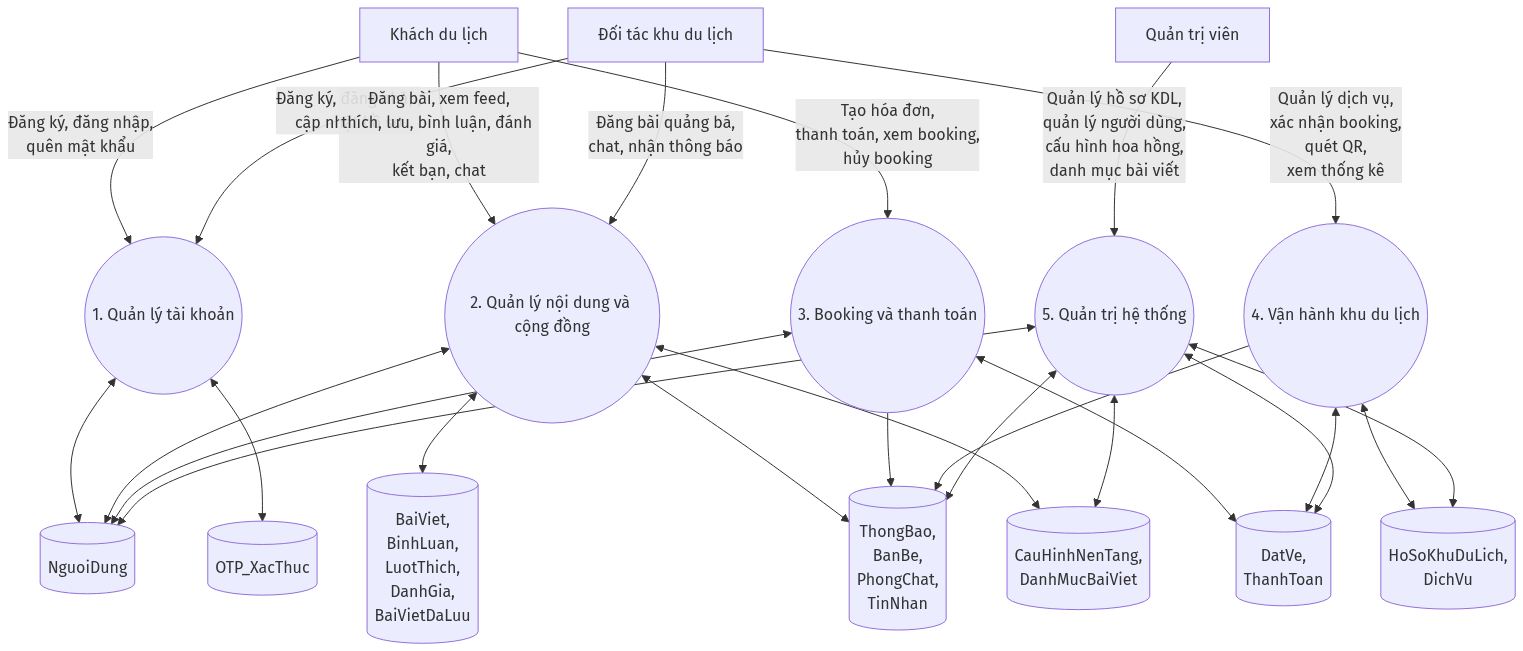 Khách du lịch
Đối tác khu du lịch
Quản trị viên
Đăng ký, đăng nhập,
quên mật khẩu
Đăng ký,
cập
Đăng bài, xem feed,
thích, lưu, bình luận, đánh
giá,
kết bạn, chat
Đăng bài quảng bá,
chat, nhận thông báo
Tạo hóa đơn,
thanh toán, xem booking,
hủy booking
Quản lý hồ sơ KDL,
quản lý người dùng,
cấu hình hoa hồng,
danh mục bài viết
Quản lý dịch vụ,
xác nhận booking,
quét QR,
xem thống kê
1. Quản lý tài khoản
2. Quản lý nội dung và
cộng đồng
3. Booking và thanh toán
5. Quản trị hệ thống
4. Vận hành khu du lịch
NguoiDung
OTP_XacThuc
BaiViet,
BinhLuan,
LuotThich,
DanhGia,
BaiVietDaLuu
ThongBao,
BanBe,
PhongChat,
TinNhan
CauHinhNenTang,
DanhMucBaiViet
DatVe,
ThanhToan
HoSoKhuDuLich,
DichVu